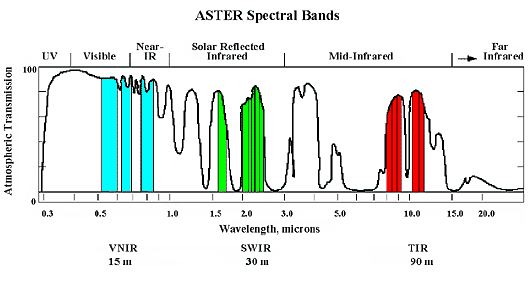 ASTER Spectral Bands
UV Visible Near-IR Solar Reflected Infrared Mid-Infrared Far Infrared
Atmospheric Transmission
100
0
0.3 0.5 1.0 1.5 2.0 3.0 5.0 10.0 15.0 20.0
Wavelength, microns
VNIR SWIR TIR
15 m 30 m 90 m